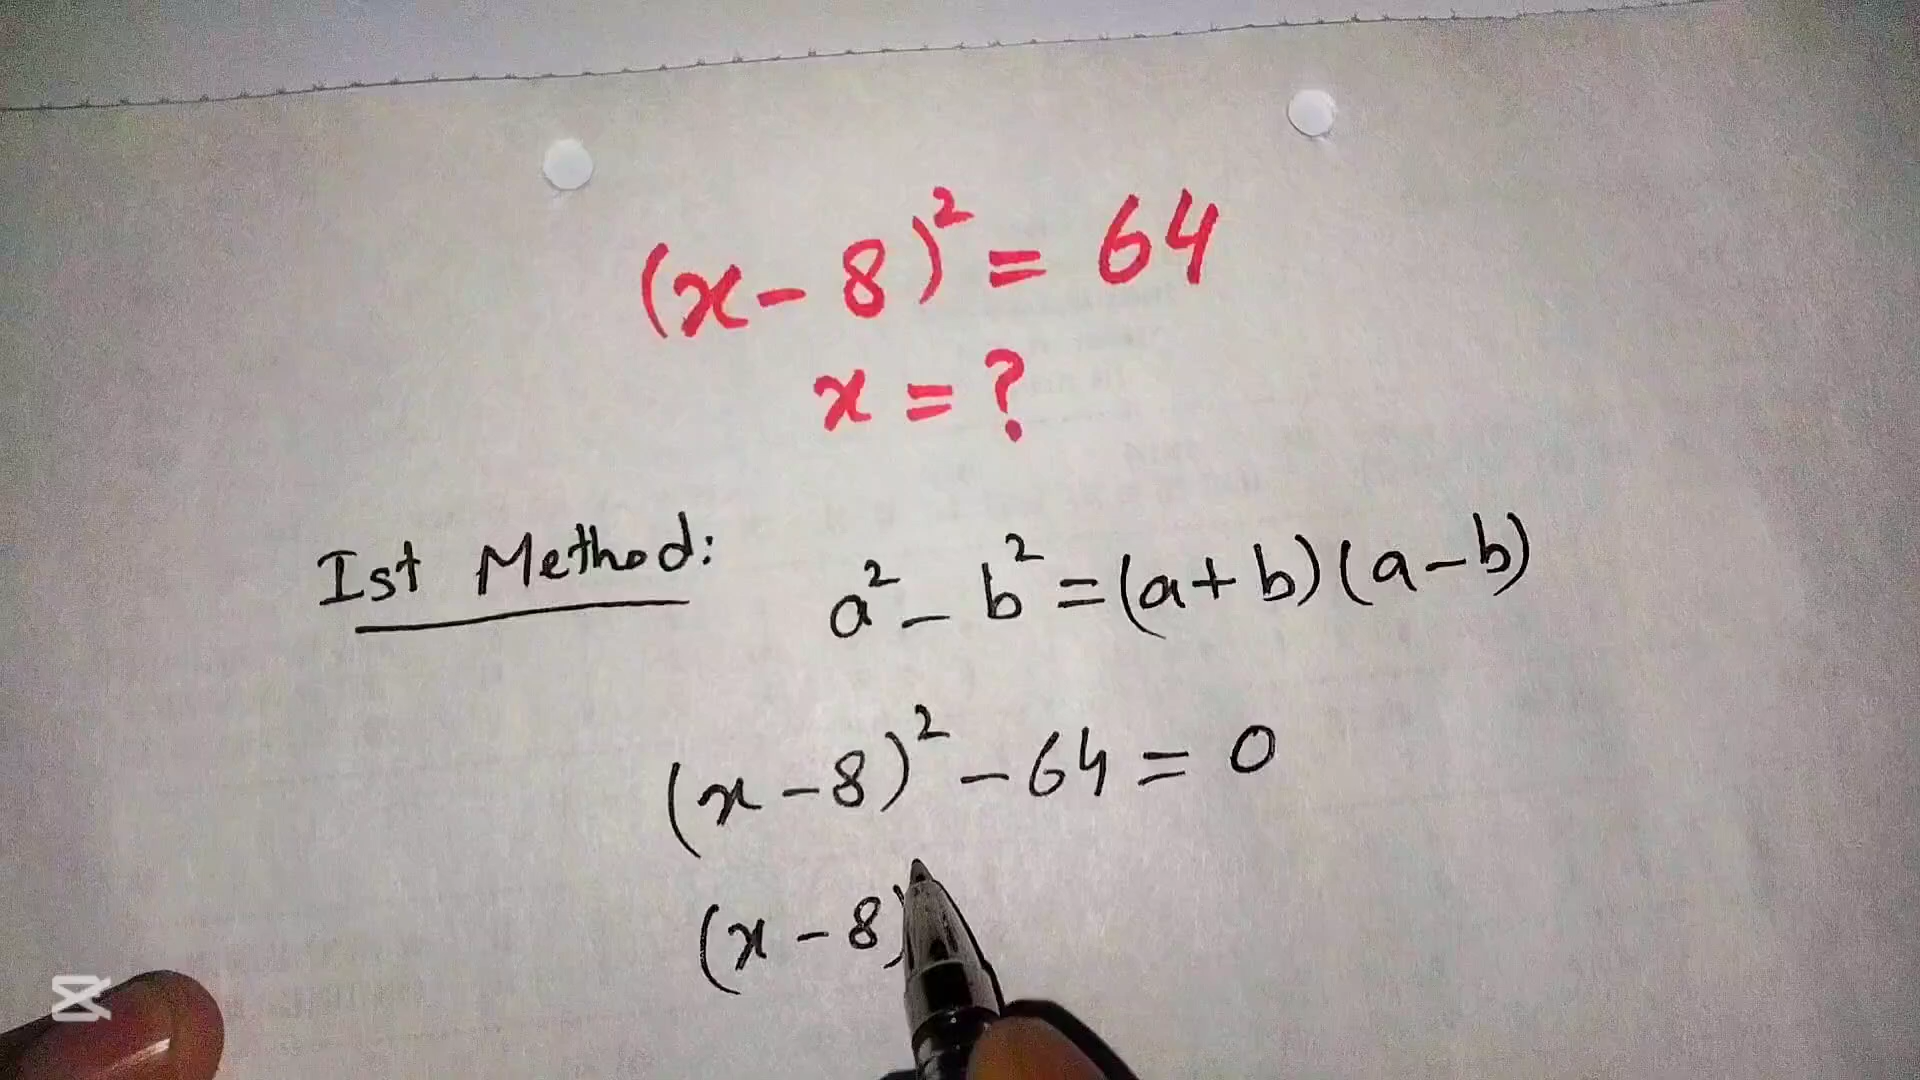 (x - 8)² = 64
x = ?
Ist Method: a² - b² = (a + b)(a - b)
(x - 8)² - 64 = 0
(x - 8)